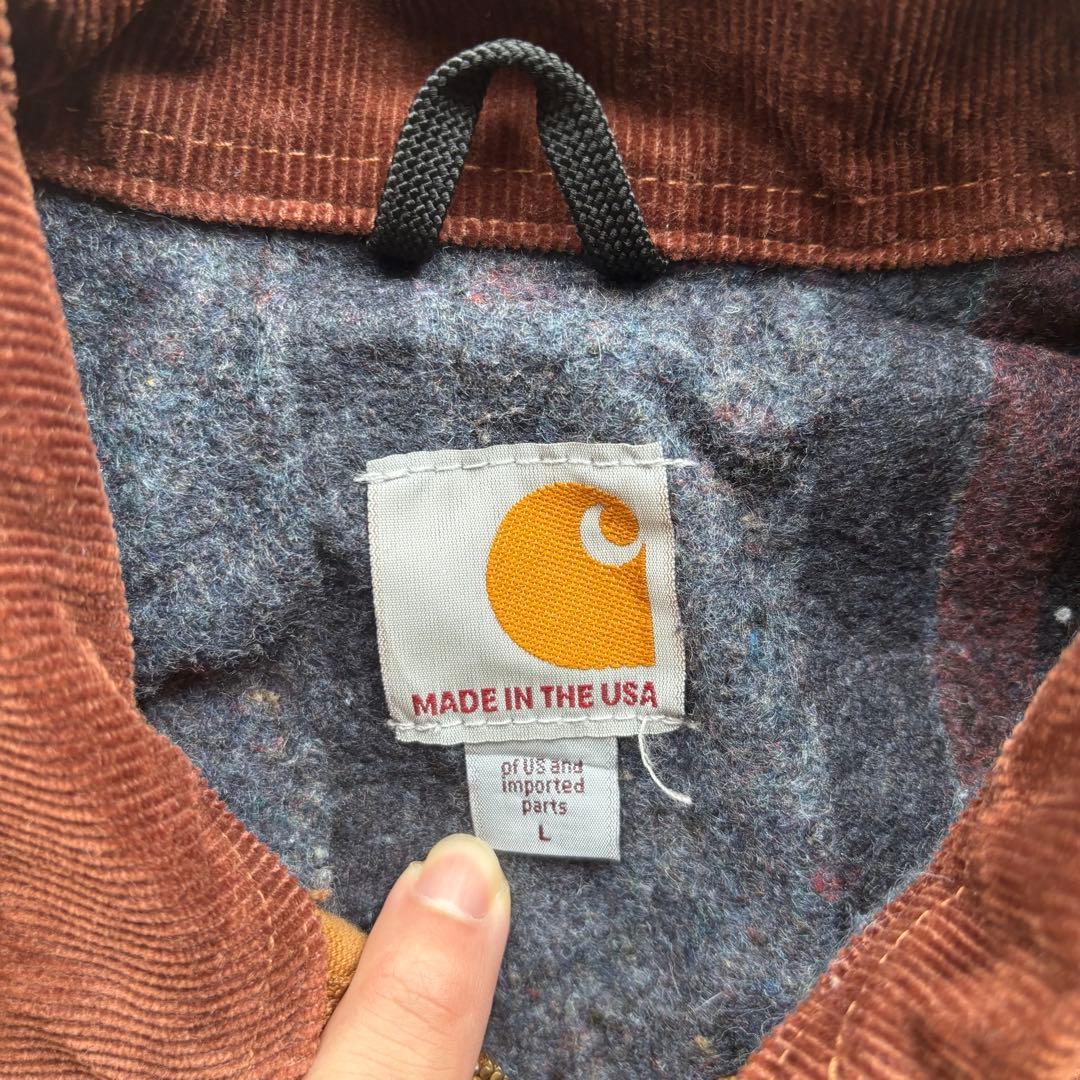 MADE IN THE USA
of US and
imported
parts
L